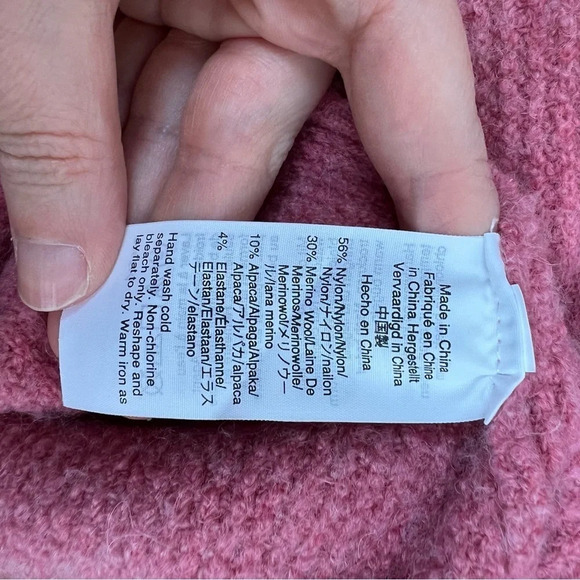 Made in China
Fabriqué en Chine
in China Hergestellt
Vervaardigd in China
中国製
Hecho en China
56% Nylon/Nylon/Nylon/
Nylon/ナイロン/nailon
30% Merino Wool/Laine De
Merinos/Merinowolle/
Merinowol/メリノウー
ル/lana merino
10% Alpaca/Alpaga/Alpaka/
Alpaca/アルパカ/alpaca
4% Elastane/Élasthanne/
Elastan/Elastaan/エラス
テーン/elastano
Hand wash cold
separately. Non-chlorine
bleach only. Reshape and
lay flat to dry. Warm iron as